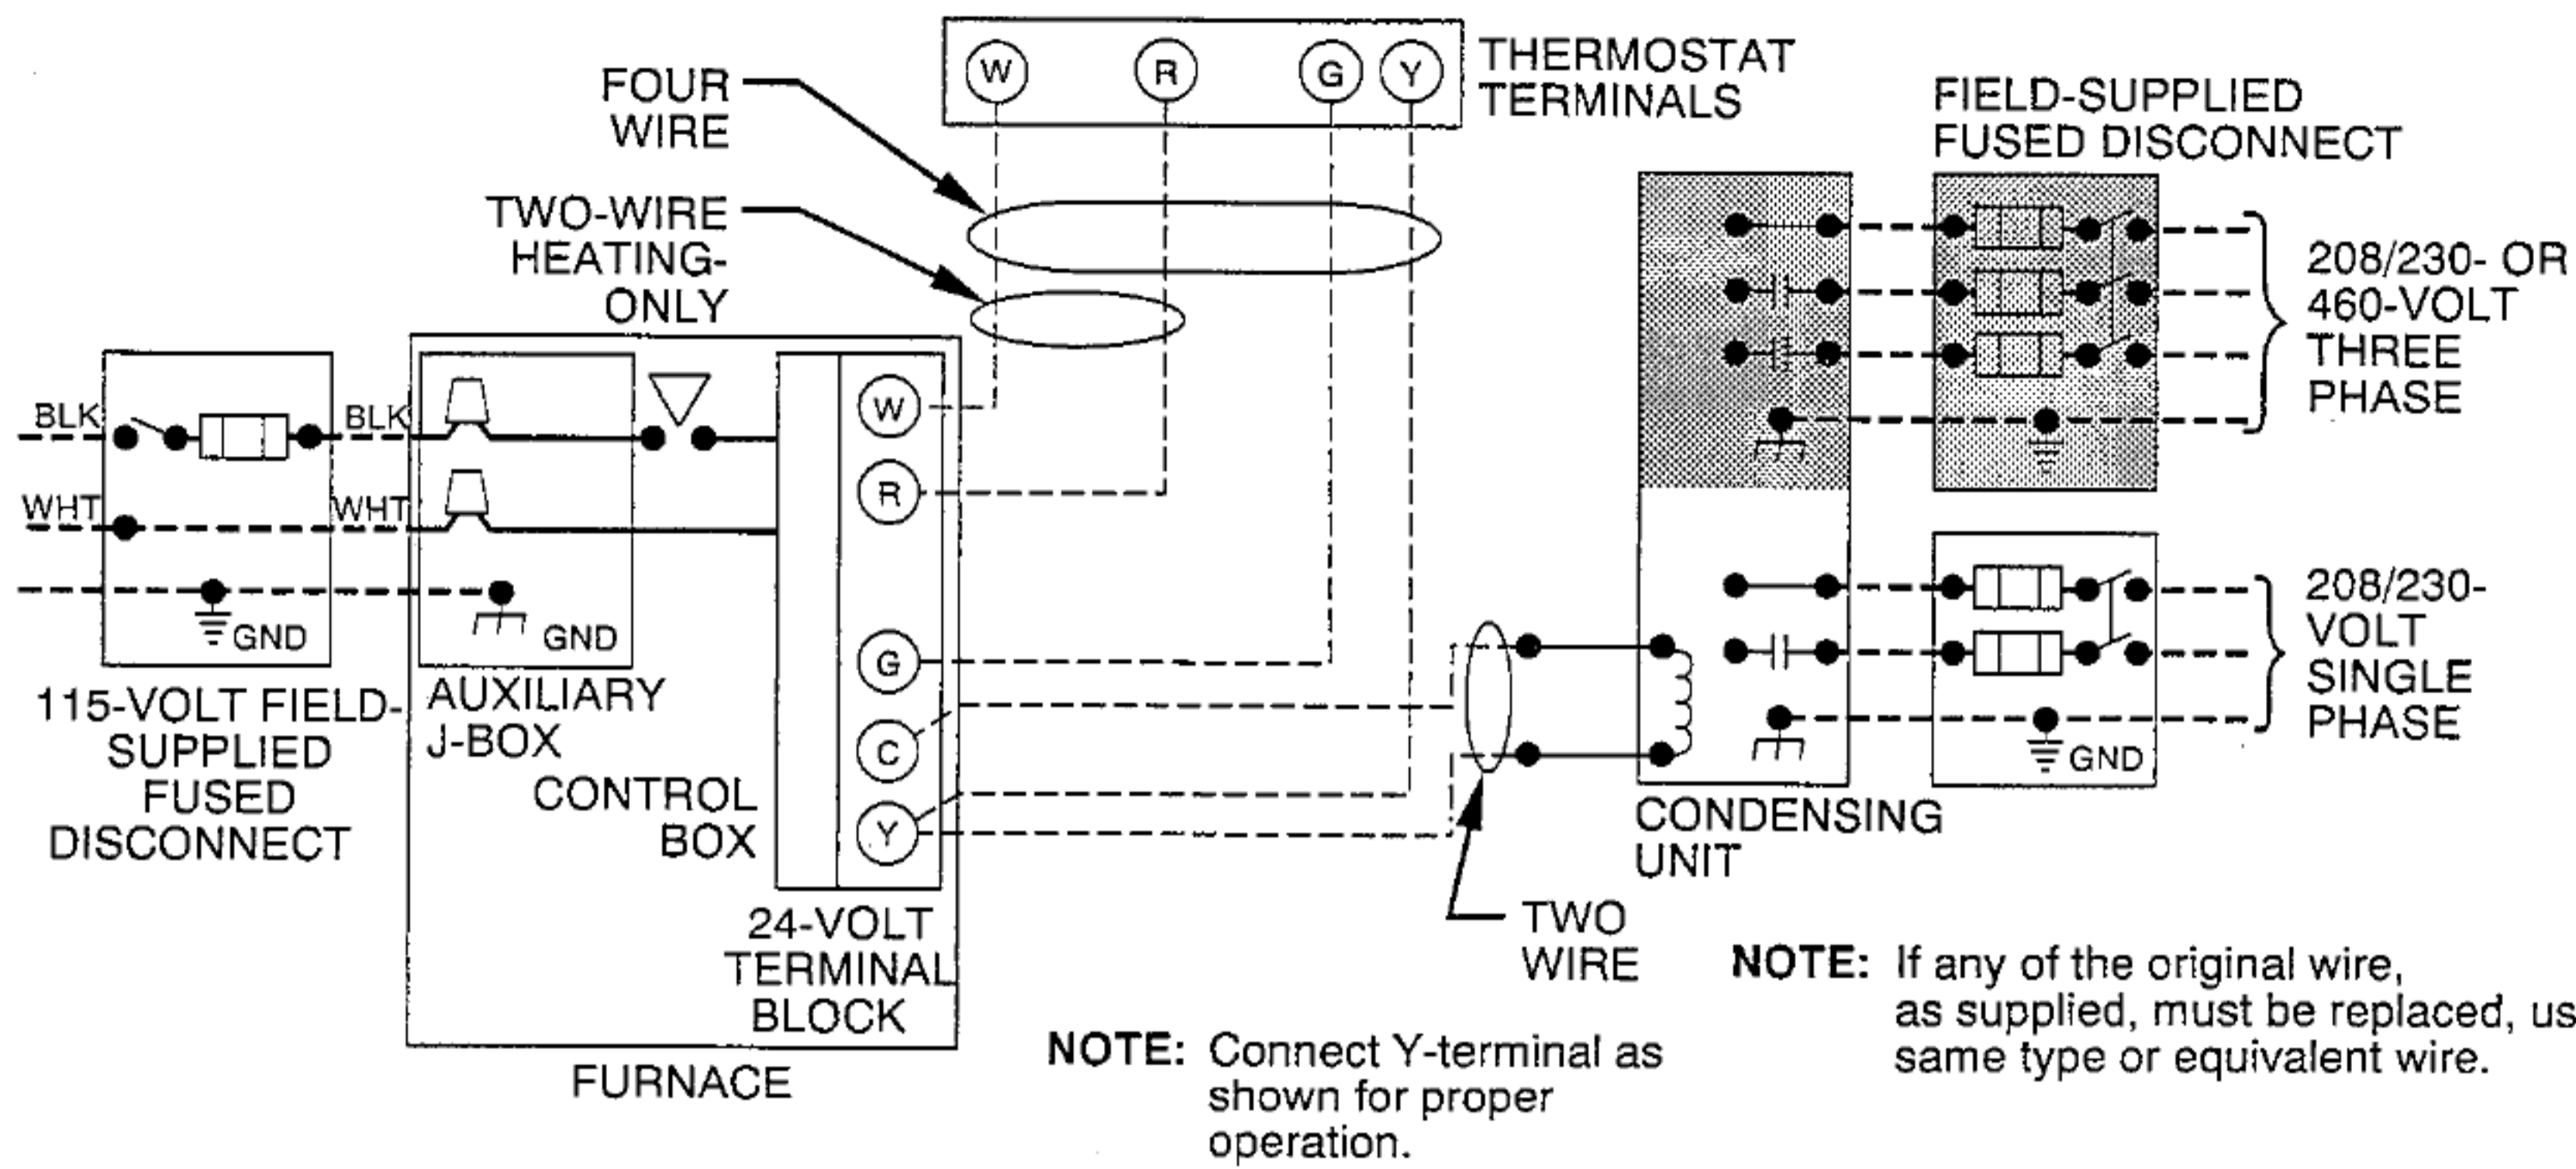 W R G Y
THERMOSTAT
TERMINALS
FOUR
WIRE
TWO-WIRE
HEATING-
ONLY
FIELD-SUPPLIED
FUSED DISCONNECT
208/230- OR
460-VOLT
THREE
PHASE
BLK
BLK
WHT
WHT
GND
GND
W
R
G
C
Y
115-VOLT FIELD-
SUPPLIED
FUSED
DISCONNECT
AUXILIARY
J-BOX
CONTROL
BOX
24-VOLT
TERMINAL
BLOCK
FURNACE
208/230-
VOLT
SINGLE
PHASE
GND
CONDENSING
UNIT
TWO
WIRE
NOTE: Connect Y-terminal as
shown for proper
operation.
NOTE: If any of the original wire,
as supplied, must be replaced, us
same type or equivalent wire.